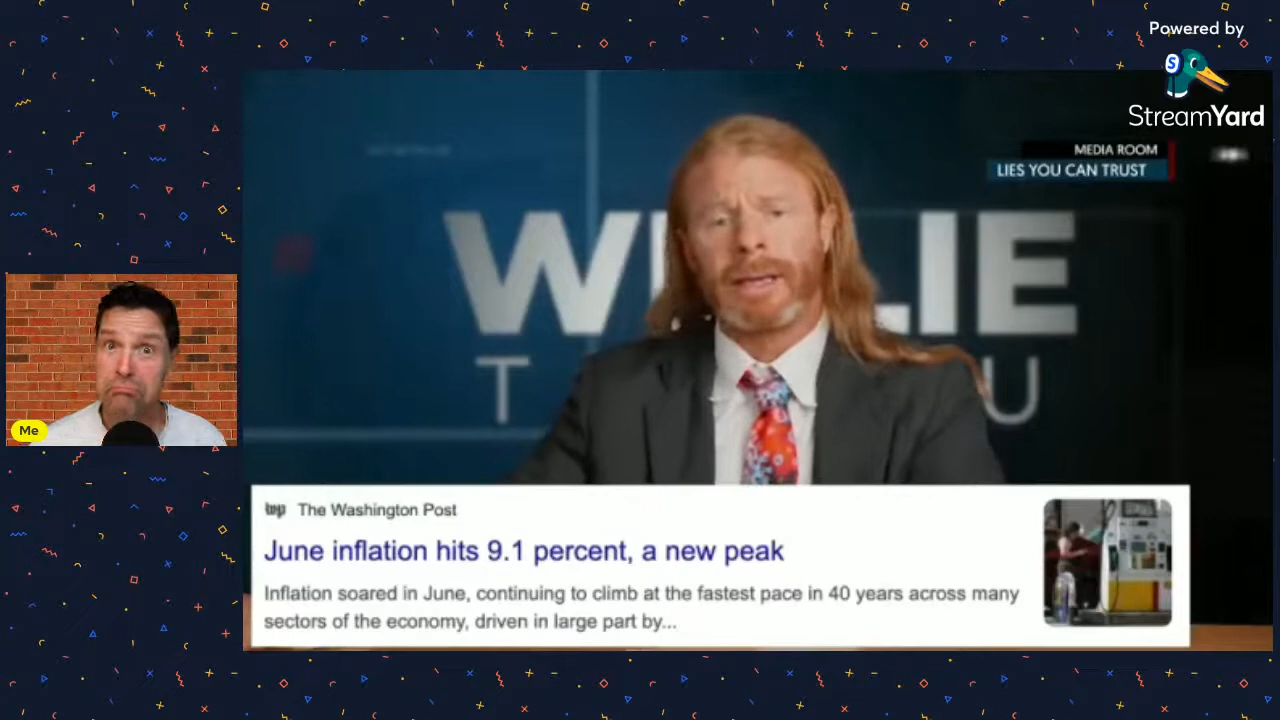 Powered by
StreamYard
MEDIA ROOM
LIES YOU CAN TRUST
Me
The Washington Post
June inflation hits 9.1 percent, a new peak
Inflation soared in June, continuing to climb at the fastest pace in 40 years across many
sectors of the economy, driven in large part by...